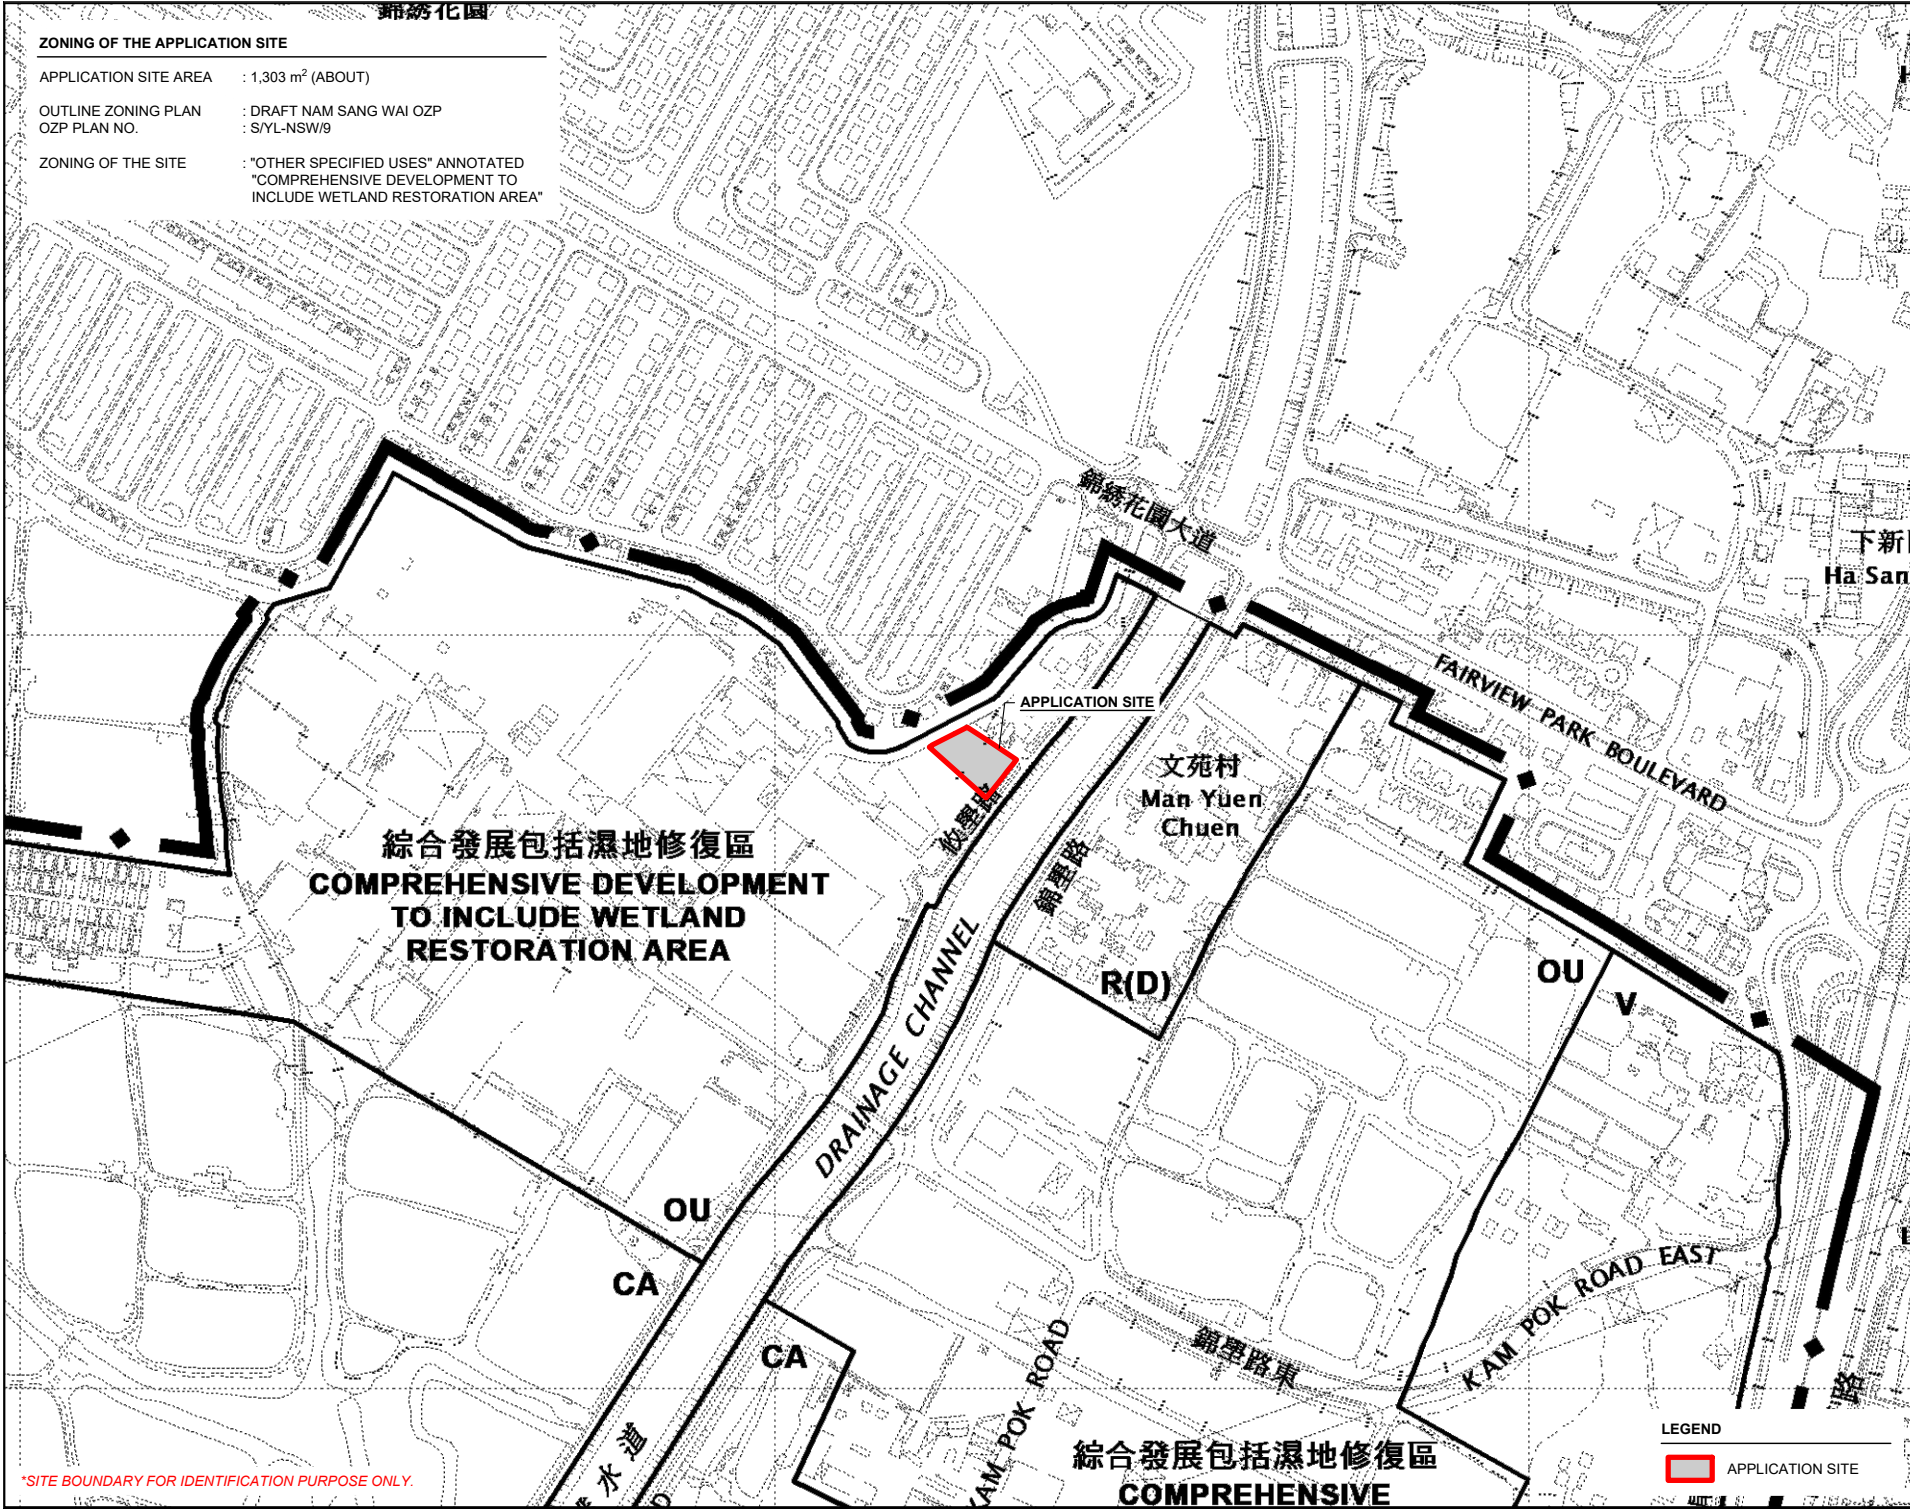 錦綉花園
ZONING OF THE APPLICATION SITE
APPLICATION SITE AREA : 1,303 m² (ABOUT)
OUTLINE ZONING PLAN : DRAFT NAM SANG WAI OZP
OZP PLAN NO. : S/YL-NSW/9
ZONING OF THE SITE : "OTHER SPECIFIED USES" ANNOTATED
"COMPREHENSIVE DEVELOPMENT TO
INCLUDE WETLAND RESTORATION AREA"
錦綉花園大道
下新
Ha San
FAIRVIEW PARK BOULEVARD
APPLICATION SITE
文苑村
Man Yuen
Chuen
攸壆路
錦壆路
綜合發展包括濕地修復區
COMPREHENSIVE DEVELOPMENT
TO INCLUDE WETLAND
RESTORATION AREA
DRAINAGE CHANNEL
R(D)
OU
V
OU
CA
CA
KAM POK ROAD EAST
錦壆路東
KAM POK ROAD
路
水道
綜合發展包括濕地修復區
COMPREHENSIVE
LEGEND
APPLICATION SITE
*SITE BOUNDARY FOR IDENTIFICATION PURPOSE ONLY.